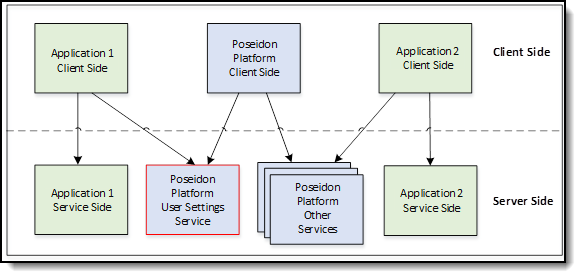 Application 1
Client Side
Poseidon
Platform
Client Side
Application 2
Client Side
Client Side
Application 1
Service Side
Poseidon
Platform
User Settings
Service
Poseidon
Platform
Other
Services
Application 2
Service Side
Server Side